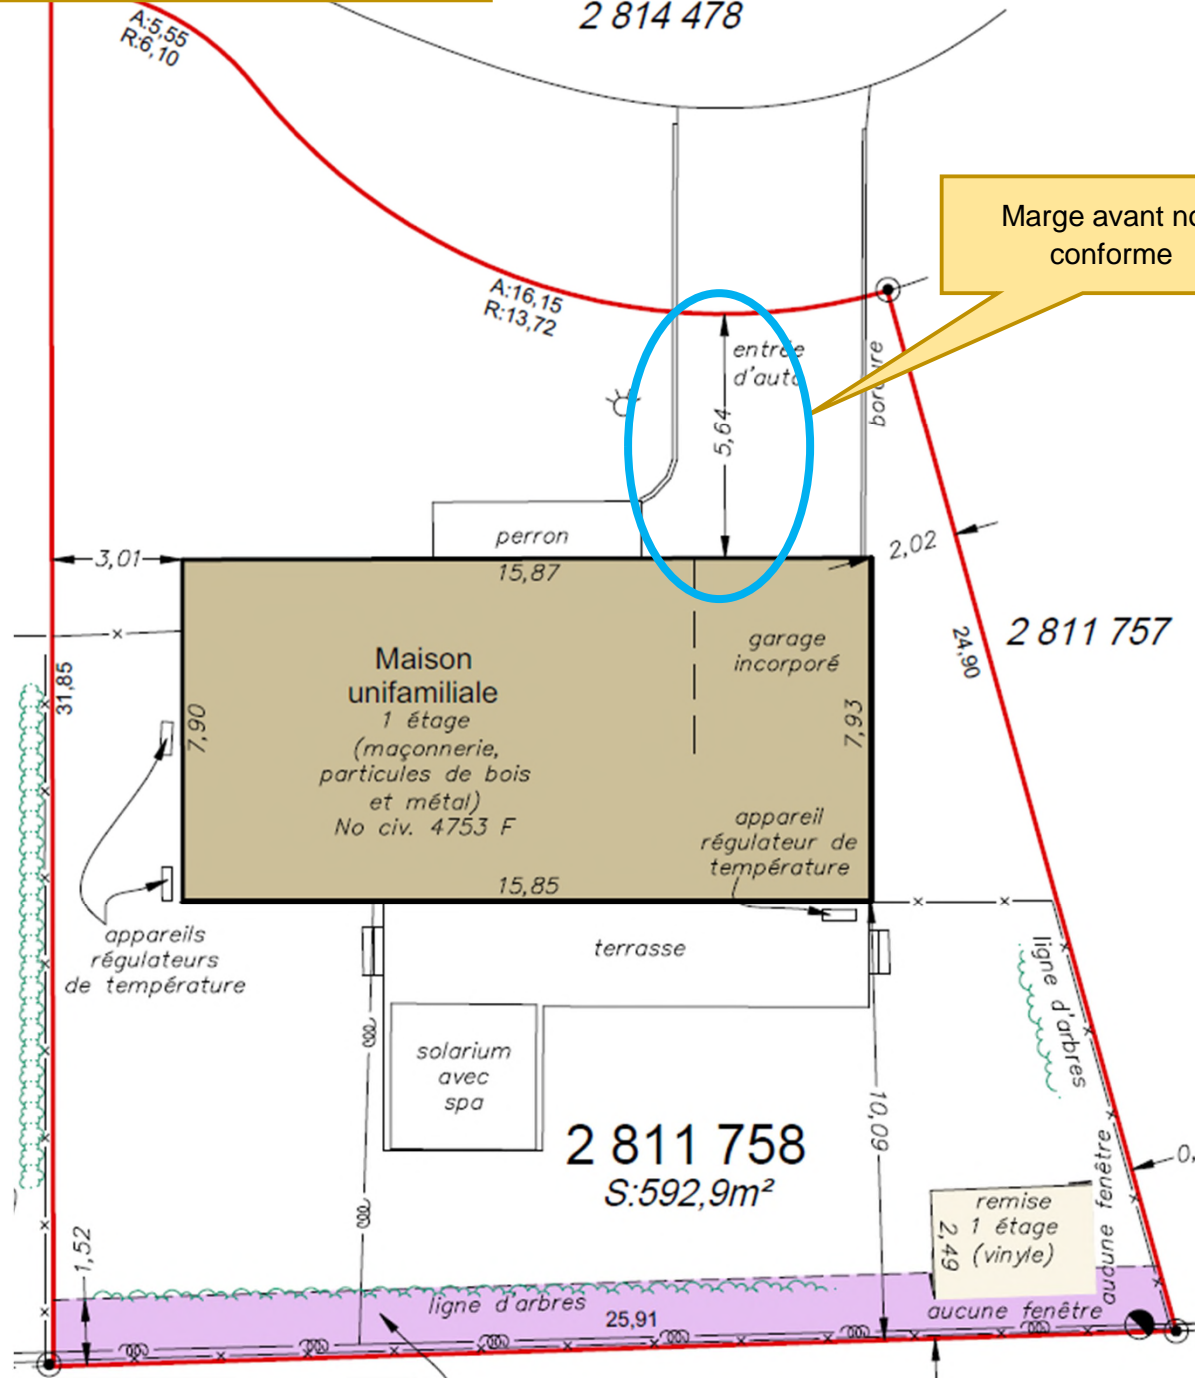 2 814 478
A:5,55
R:6,10
Marge avant no
conforme
A:16,15
R:13,72
entrée
d'auto
bordure
5,64
perron
3,01
15,87
2,02
2 811 757
24,90
garage
incorporé
Maison
unifamiliale
1 étage
(maçonnerie,
particules de bois
et métal)
No civ. 4753 F
31,85
7,90
7,93
appareil
régulateur de
température
15,85
appareils
régulateurs
de température
terrasse
ligne d'arbres
solarium
avec
spa
10,09
2 811 758
S:592,9m²
0,
aucune fenêtre
remise
1 étage
(vinyle)
2,49
1,52
ligne d'arbres
25,91
aucune fenêtre